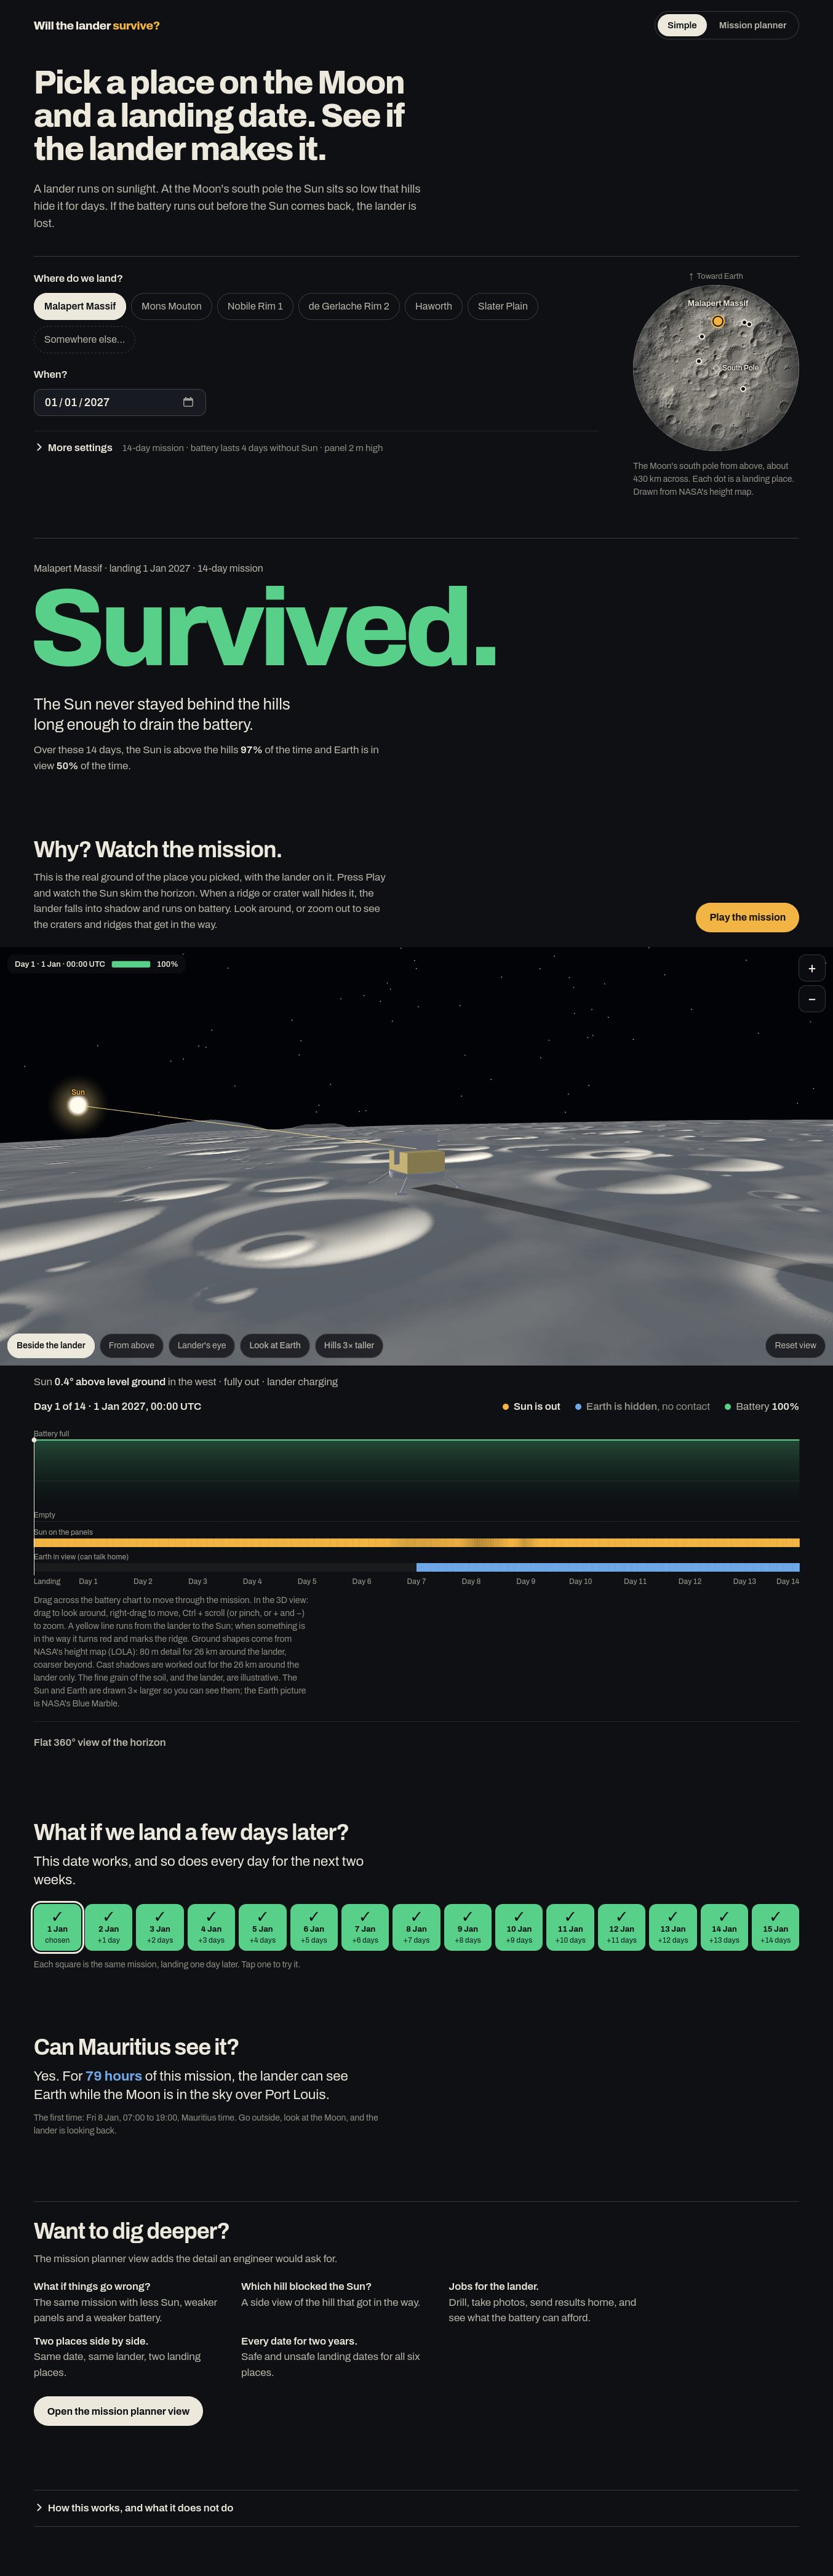 Will the lander survive?
Simple
Mission planner
Pick a place on the Moon
and a landing date. See if
the lander makes it.
A lander runs on sunlight. At the Moon's south pole the Sun sits so low that hills
hide it for days. If the battery runs out before the Sun comes back, the lander is
lost.
Where do we land?
Malapert Massif
Mons Mouton
Nobile Rim 1
de Gerlache Rim 2
Haworth
Slater Plain
Somewhere else...
When?
01/01/2027
More settings
14-day mission · battery lasts 4 days without Sun · panel 2 m high
↑ Toward Earth
Malapert Massif
South Pole
The Moon's south pole from above, about
430 km across. Each dot is a landing place.
Drawn from NASA's height map.
Malapert Massif · landing 1 Jan 2027 · 14-day mission
Survived.
The Sun never stayed behind the hills
long enough to drain the battery.
Over these 14 days, the Sun is above the hills 97% of the time and Earth is in
view 50% of the time.
Why? Watch the mission.
This is the real ground of the place you picked, with the lander on it. Press Play
and watch the Sun skim the horizon. When a ridge or crater wall hides it, the
lander falls into shadow and runs on battery. Look around, or zoom out to see
the craters and ridges that get in the way.
Play the mission
Day 1 · 1 Jan · 00:00 UTC
100%
+
−
Sun
Beside the lander
From above
Lander's eye
Look at Earth
Hills 3× taller
Reset view
Sun 0.4° above level ground in the west · fully out · lander charging
Day 1 of 14 · 1 Jan 2027, 00:00 UTC
Sun is out
Earth is hidden, no contact
Battery 100%
Battery full
Empty
Sun on the panels
Earth in view (can talk home)
Landing
Day 1
Day 2
Day 3
Day 4
Day 5
Day 6
Day 7
Day 8
Day 9
Day 10
Day 11
Day 12
Day 13
Day 14
Drag across the battery chart to move through the mission. In the 3D view:
drag to look around, right-drag to move, Ctrl + scroll (or pinch, or + and −)
to zoom. A yellow line runs from the lander to the Sun; when something is
in the way it turns red and marks the ridge. Ground shapes come from
NASA's height map (LOLA): 80 m detail for 26 km around the lander,
coarser beyond. Cast shadows are worked out for the 26 km around the
lander only. The fine grain of the soil, and the lander, are illustrative. The
Sun and Earth are drawn 3× larger so you can see them; the Earth picture
is NASA's Blue Marble.
Flat 360° view of the horizon
What if we land a few days later?
This date works, and so does every day for the next two
weeks.
✓ 1 Jan chosen
✓ 2 Jan +1 day
✓ 3 Jan +2 days
✓ 4 Jan +3 days
✓ 5 Jan +4 days
✓ 6 Jan +5 days
✓ 7 Jan +6 days
✓ 8 Jan +7 days
✓ 9 Jan +8 days
✓ 10 Jan +9 days
✓ 11 Jan +10 days
✓ 12 Jan +11 days
✓ 13 Jan +12 days
✓ 14 Jan +13 days
✓ 15 Jan +14 days
Each square is the same mission, landing one day later. Tap one to try it.
Can Mauritius see it?
Yes. For 79 hours of this mission, the lander can see
Earth while the Moon is in the sky over Port Louis.
The first time: Fri 8 Jan, 07:00 to 19:00, Mauritius time. Go outside, look at the Moon, and the
lander is looking back.
Want to dig deeper?
The mission planner view adds the detail an engineer would ask for.
What if things go wrong?
The same mission with less Sun, weaker
panels and a weaker battery.
Which hill blocked the Sun?
A side view of the hill that got in the way.
Jobs for the lander.
Drill, take photos, send results home, and
see what the battery can afford.
Two places side by side.
Same date, same lander, two landing
places.
Every date for two years.
Safe and unsafe landing dates for all six
places.
Open the mission planner view
How this works, and what it does not do